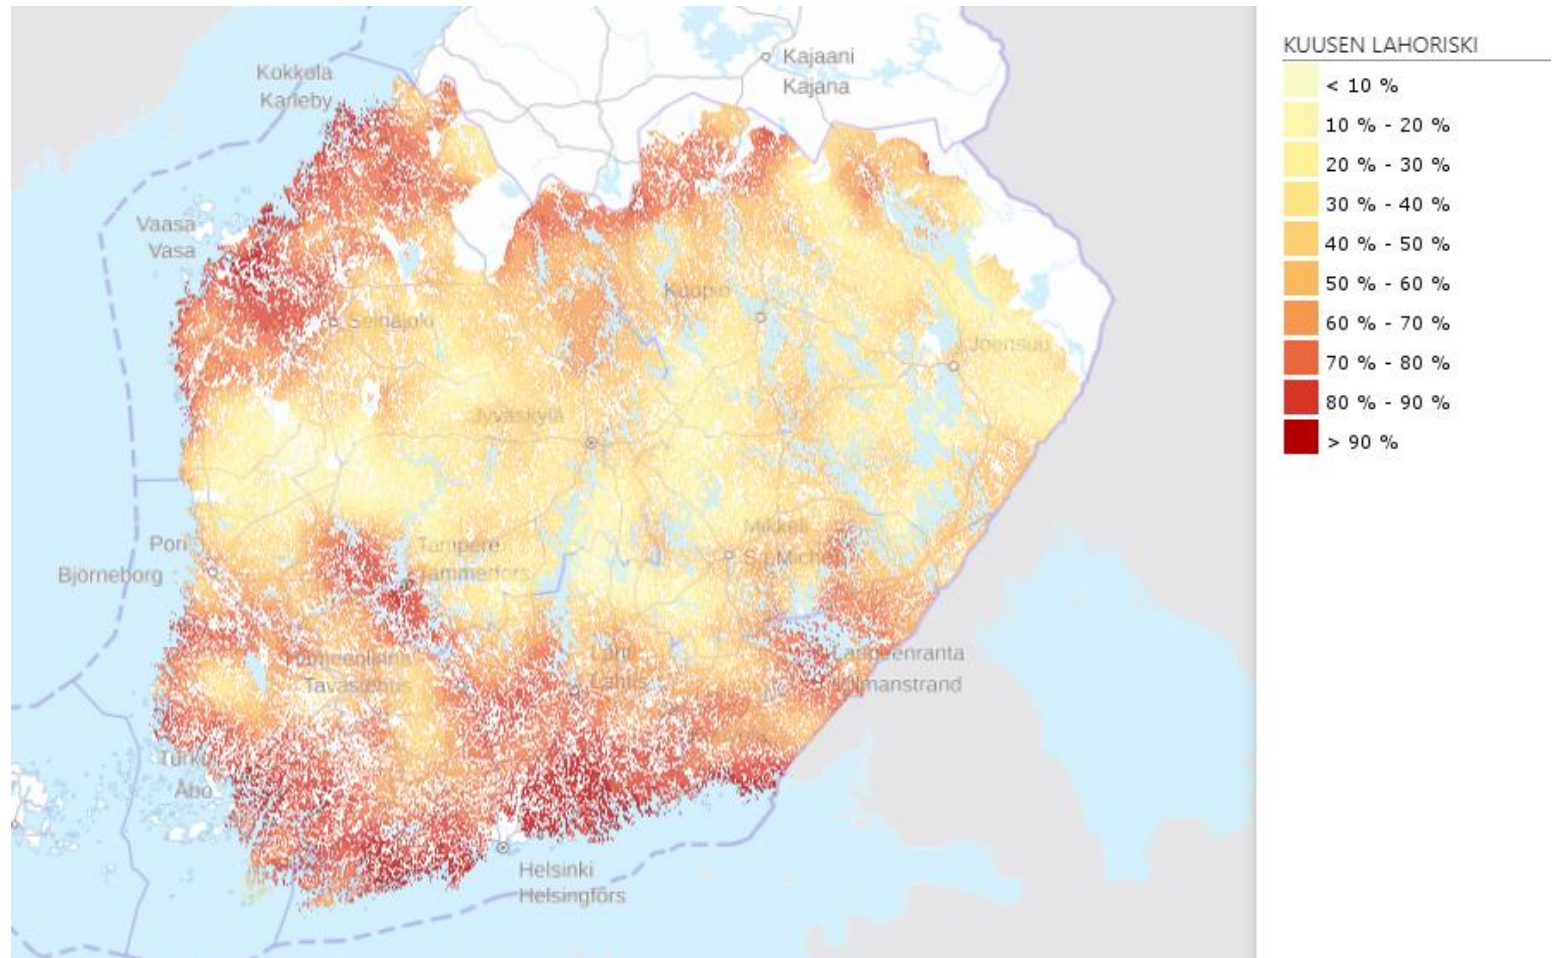 Kajaani
Kajana
Kokkola
Karleby
Vaasa
Vasa
Seinäjoki
Kuopio
Joensuu
Jyväskylä
Mikkeli
S:t Michel
Pori
Björneborg
Tampere
Tammerfors
Hämeenlinna
Tavastehus
Lahti
Lahtis
Lappeenranta
Villmanstrand
Turku
Åbo
Helsinki
Helsingfors
KUUSEN LAHORISKI
< 10 %
10 % - 20 %
20 % - 30 %
30 % - 40 %
40 % - 50 %
50 % - 60 %
60 % - 70 %
70 % - 80 %
80 % - 90 %
> 90 %